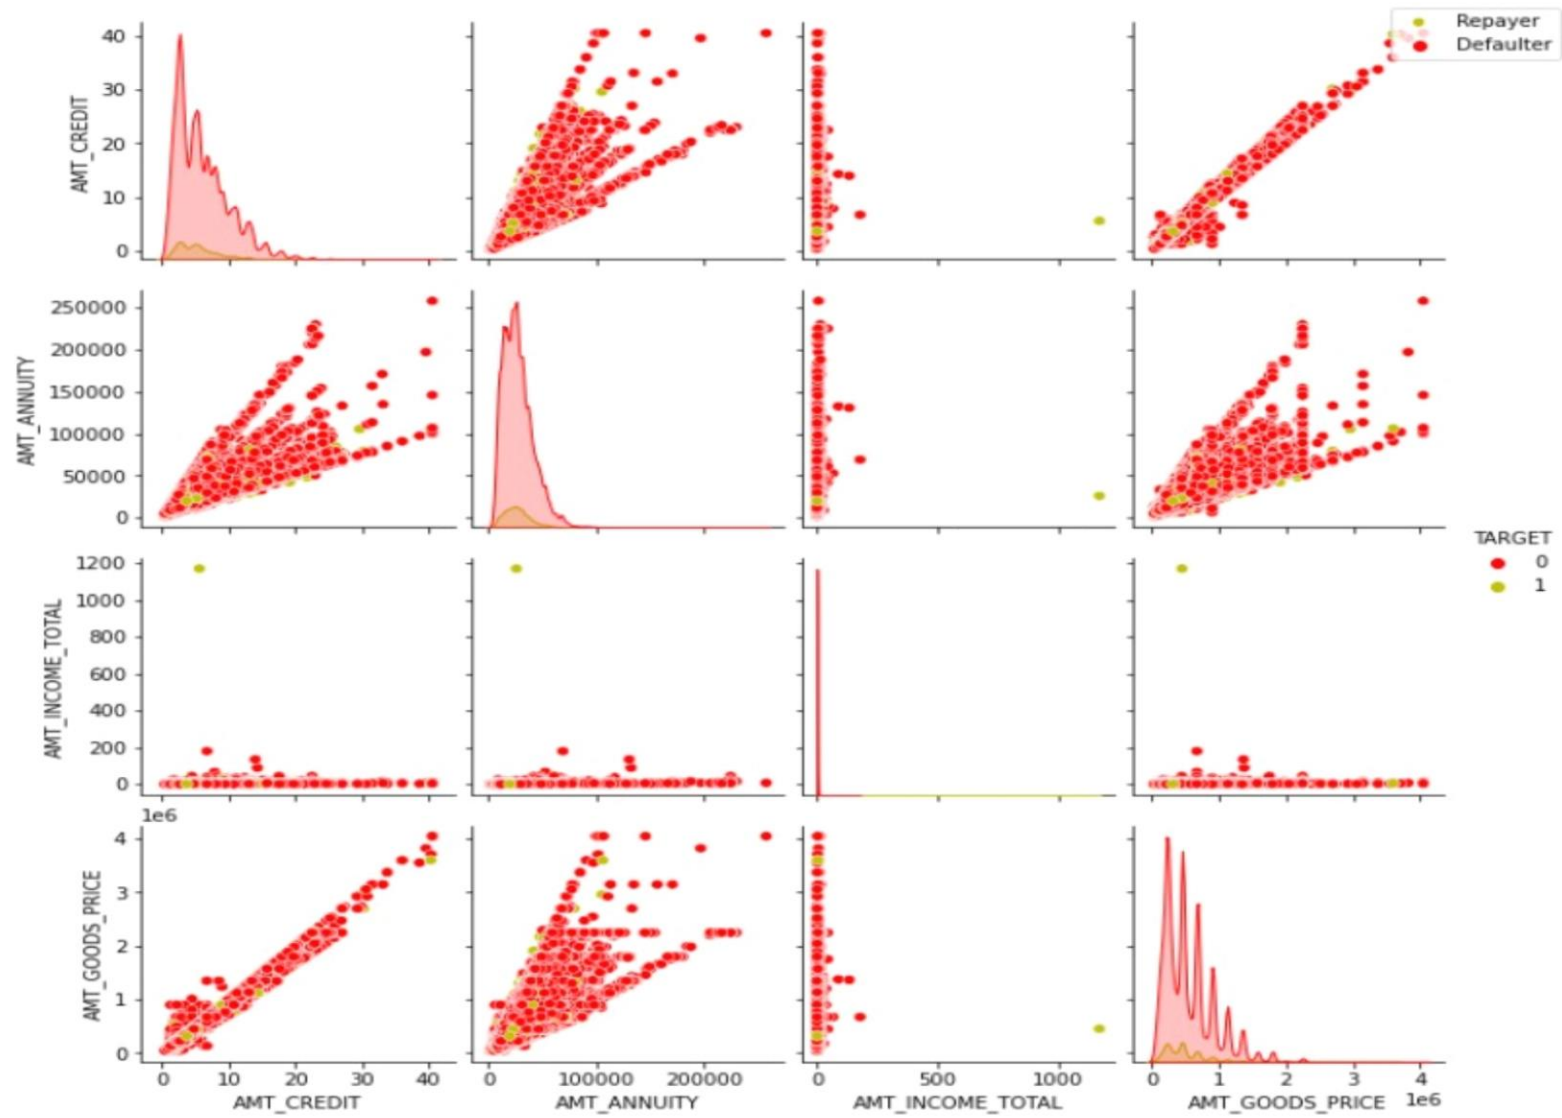 Repayer
Defaulter
AMT_CREDIT
40
30
20
10
0
AMT_ANNUITY
250000
200000
150000
100000
50000
0
TARGET
0
1
AMT_INCOME_TOTAL
1200
1000
800
600
400
200
0
1e6
AMT_GOODS_PRICE
4
3
2
1
0
0 10 20 30 40
0 100000 200000
0 500 1000
0 1 2 3 4
1e6
AMT_CREDIT
AMT_ANNUITY
AMT_INCOME_TOTAL
AMT_GOODS_PRICE